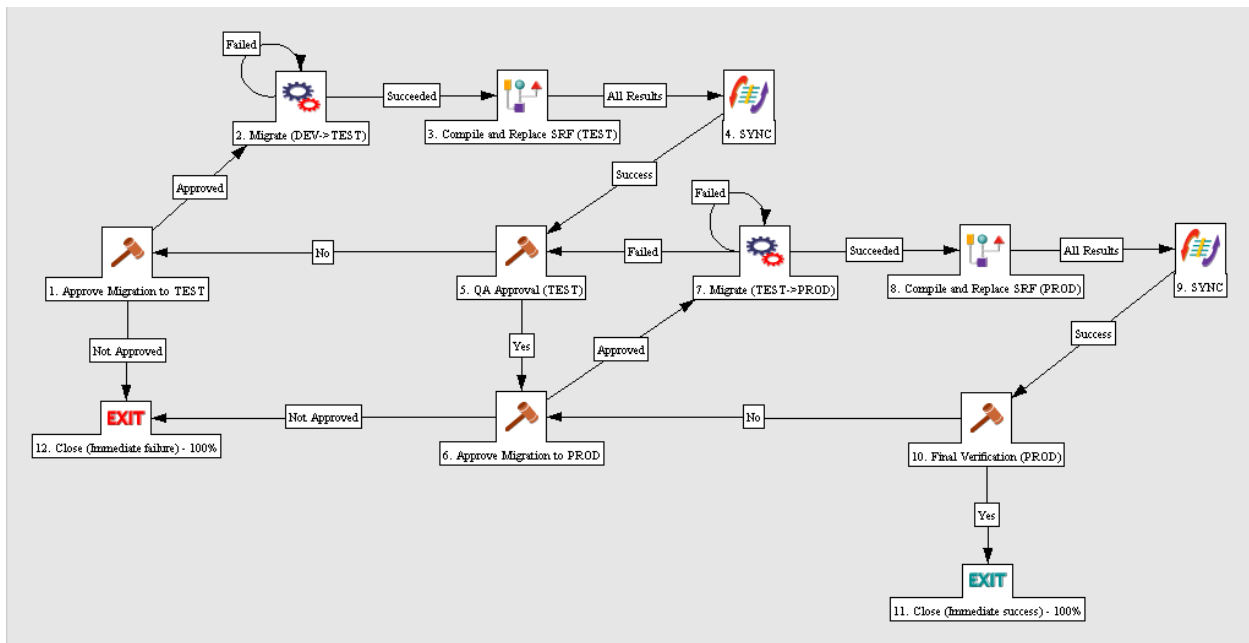 Failed
Succeeded
All Results
2. Migrate (DEV->TEST)
3. Compile and Replace SRF (TEST)
4. SYNC
Approved
Success
Failed
No
Failed
Succeeded
All Results
1. Approve Migration to TEST
5. QA Approval (TEST)
7. Migrate (TEST->PROD)
8. Compile and Replace SRF (PROD)
9. SYNC
Not Approved
Yes
Approved
Success
EXIT
Not Approved
No
12. Close (Immediate failure) - 100%
6. Approve Migration to PROD
10. Final Verification (PROD)
Yes
EXIT
11. Close (Immediate success) - 100%